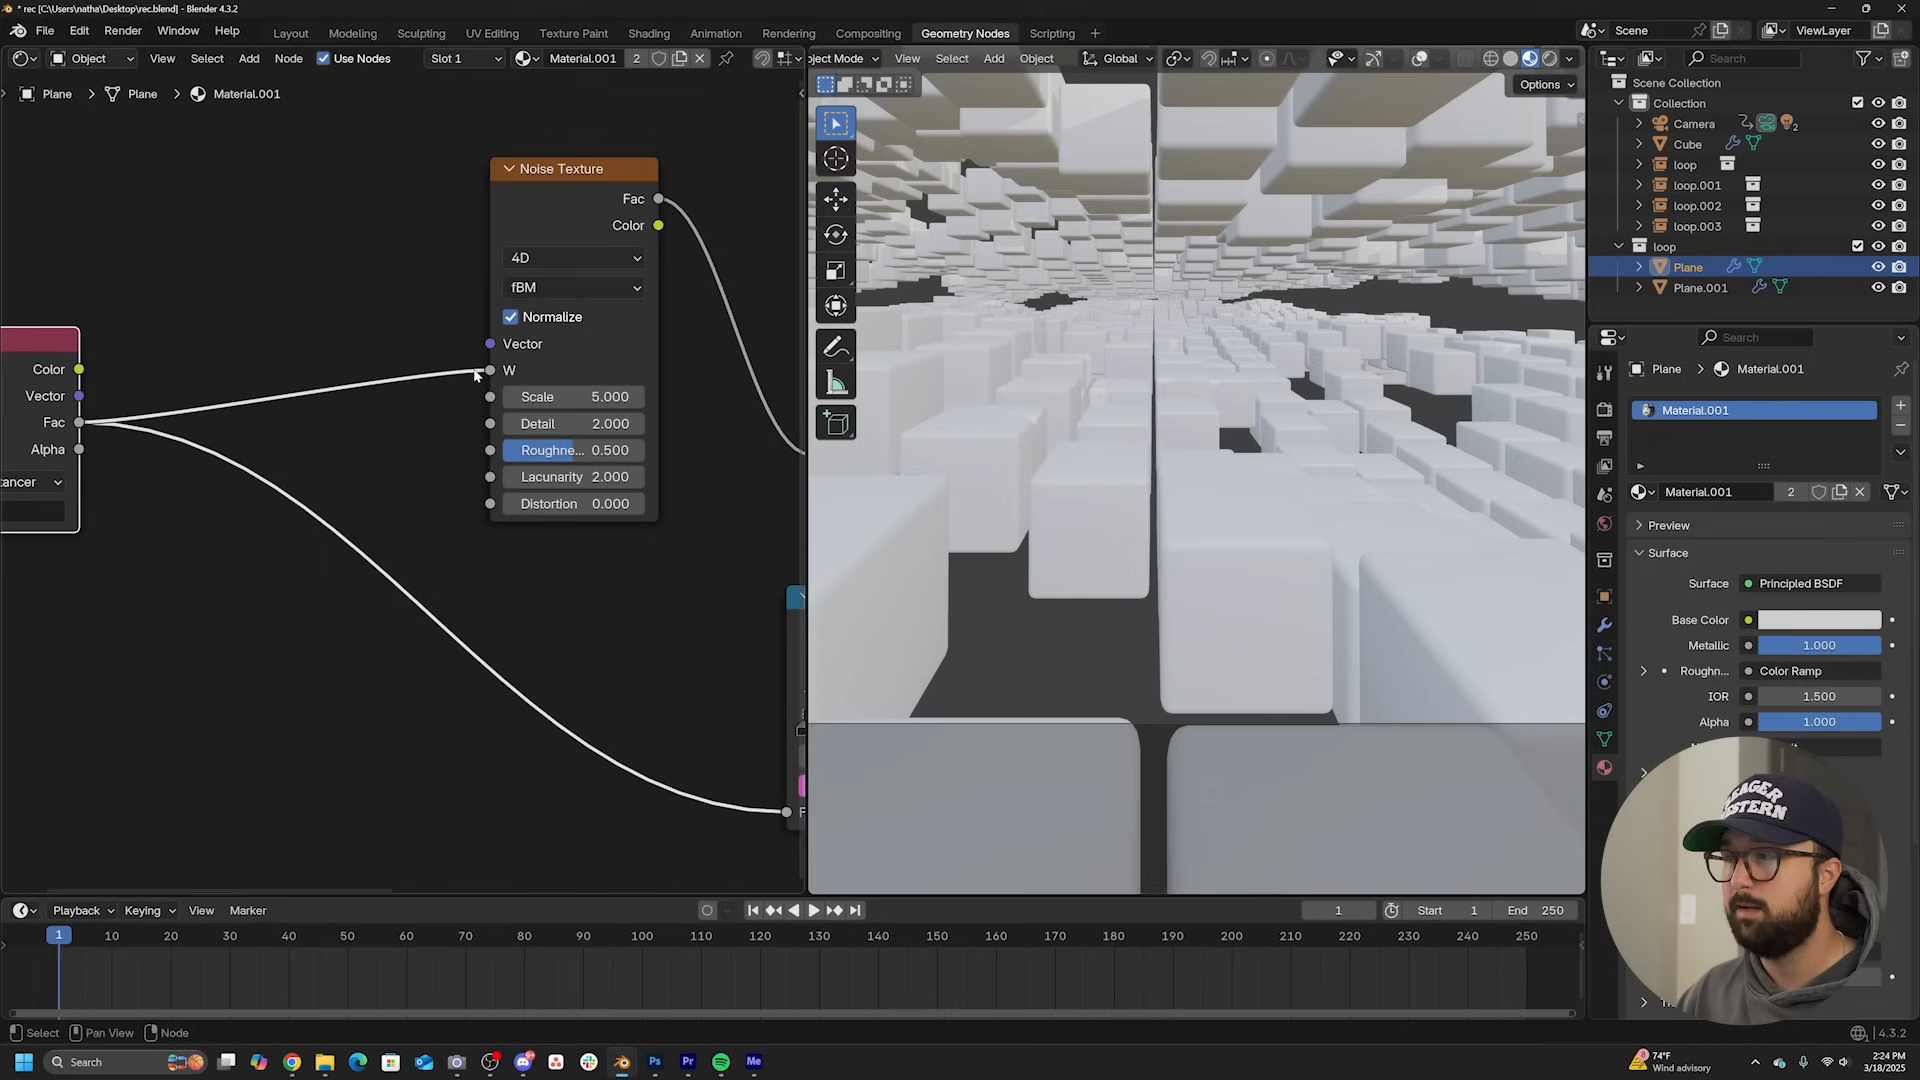 * rec [C:\Users\natha\Desktop\rec.blend] - Blender 4.3.2
File Edit Render Window Help
Layout Modeling Sculpting UV Editing Texture Paint Shading Animation Rendering Compositing Geometry Nodes Scripting
Scene
ViewLayer
Object View Select Add Node Use Nodes Slot 1 Material.001 2
ject Mode View Select Add Object Global
Options
Search
Plane > Plane > Material.001
Noise Texture
Fac
Color
4D
fBM
Normalize
Vector
W
Scale 5.000
Detail 2.000
Roughne... 0.500
Lacunarity 2.000
Distortion 0.000
Color
Vector
Fac
Alpha
tancer
F
Scene Collection
Collection
Camera 2
Cube
loop
loop.001
loop.002
loop.003
loop
Plane
Plane.001
Search
Plane > Material.001
Material.001
Material.001 2
Preview
Surface
Surface Principled BSDF
Base Color
Metallic 1.000
Roughn... Color Ramp
IOR 1.500
Alpha 1.000
EAGER
ESTERN
Playback Keying View Marker
1 Start 1 End 250
1 10 20 30 40 50 60 70 80 90 100 110 120 130 140 150 160 170 180 190 200 210 220 230 240 250
Select Pan View Node
4.3.2
Search
Ps Pr Me
74°F
Wind advisory
2:24 PM
3/18/2025